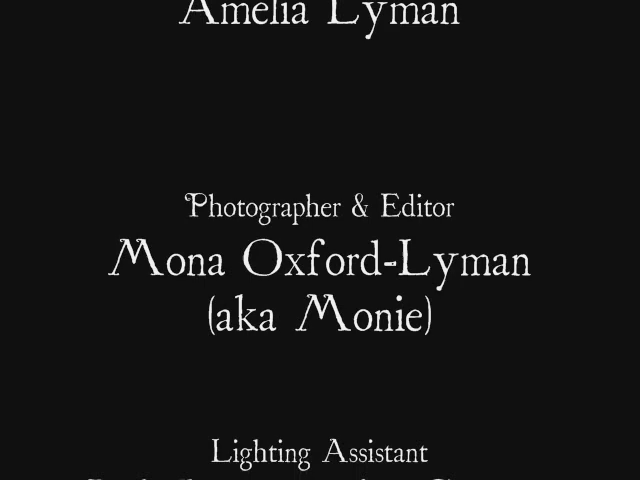 Amelia Lyman
Photographer & Editor
Mona Oxford-Lyman
(aka Monie)
Lighting Assistant